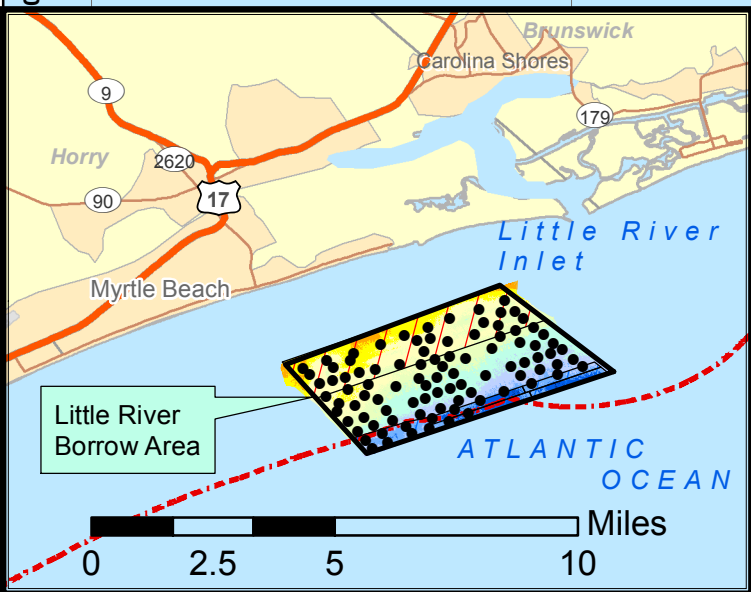 Brunswick
Carolina Shores
9
179
Horry
2620
90
17
Little River
Inlet
Myrtle Beach
Little River
Borrow Area
ATLANTIC
OCEAN
Miles
0 2.5 5 10